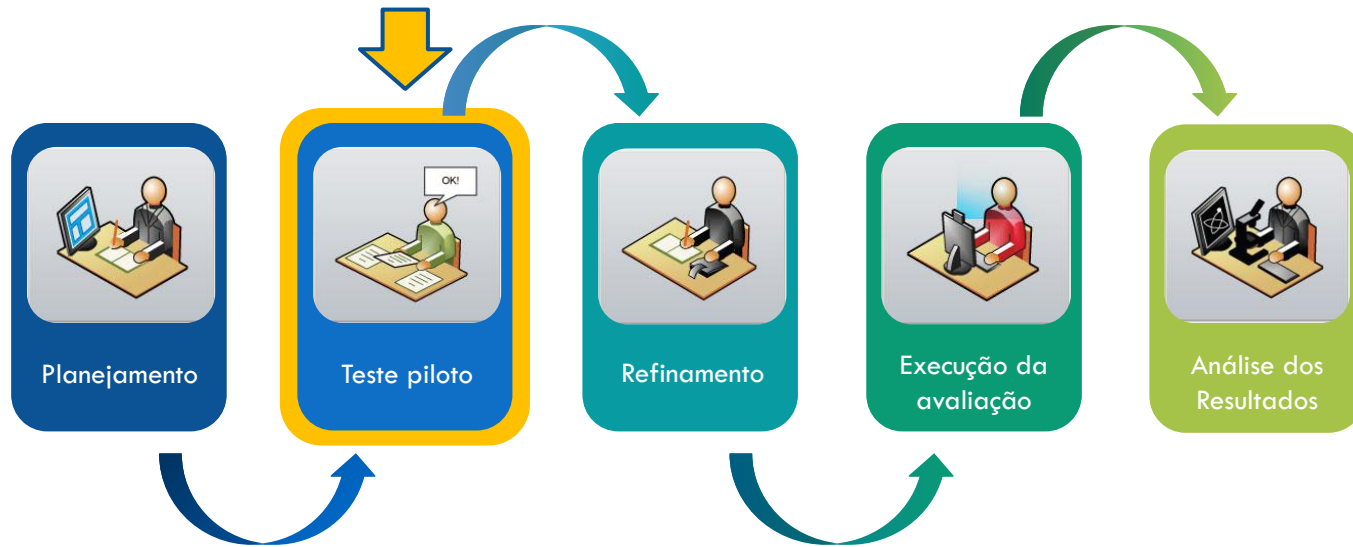 OK!
Planejamento
Teste piloto
Refinamento
Execução da
avaliação
Análise dos
Resultados